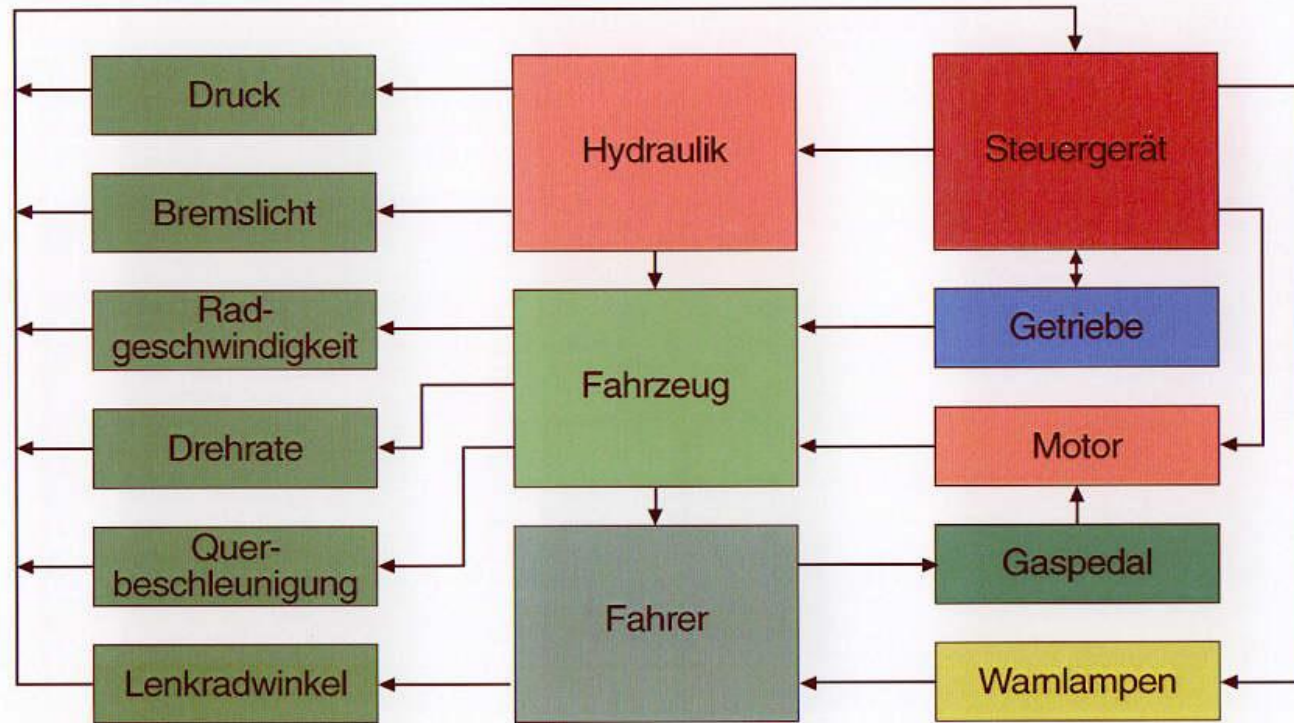 Druck
Hydraulik
Steuergerät
Bremslicht
Rad-
geschwindigkeit
Getriebe
Fahrzeug
Drehrate
Motor
Quer-
beschleunigung
Gaspedal
Fahrer
Lenkradwinkel
Warnlampen